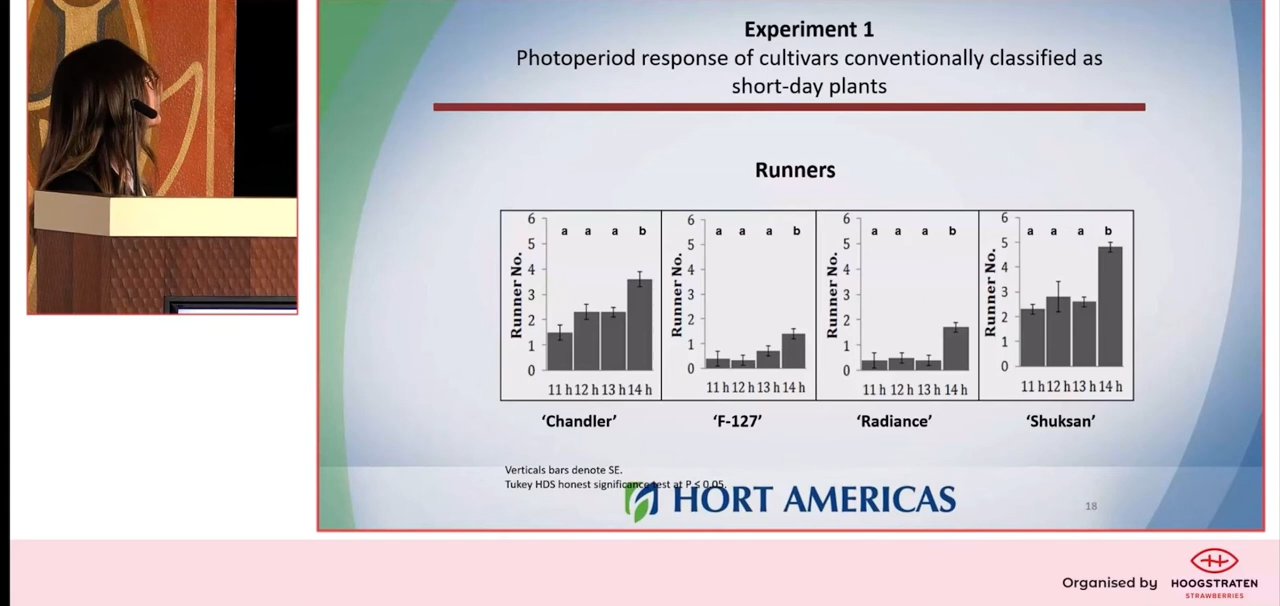 Experiment 1
Photoperiod response of cultivars conventionally classified as
short-day plants
Runners
6 5 4 3 2 1 0
Runner No.
a a a b
11 h 12 h 13 h 14 h
'Chandler'
6 5 4 3 2 1 0
Runner No.
a a a b
11 h 12 h 13 h 14 h
'F-127'
6 5 4 3 2 1 0
Runner No.
a a a b
11 h 12 h 13 h 14 h
'Radiance'
6 5 4 3 2 1 0
Runner No.
a a a b
11 h 12 h 13 h 14 h
'Shuksan'
Verticals bars denote SE.
Tukey HDS honest significance test at P ≤ 0.05.
HORT AMERICAS
18
Organised by
HOOGSTRATEN
STRAWBERRIES